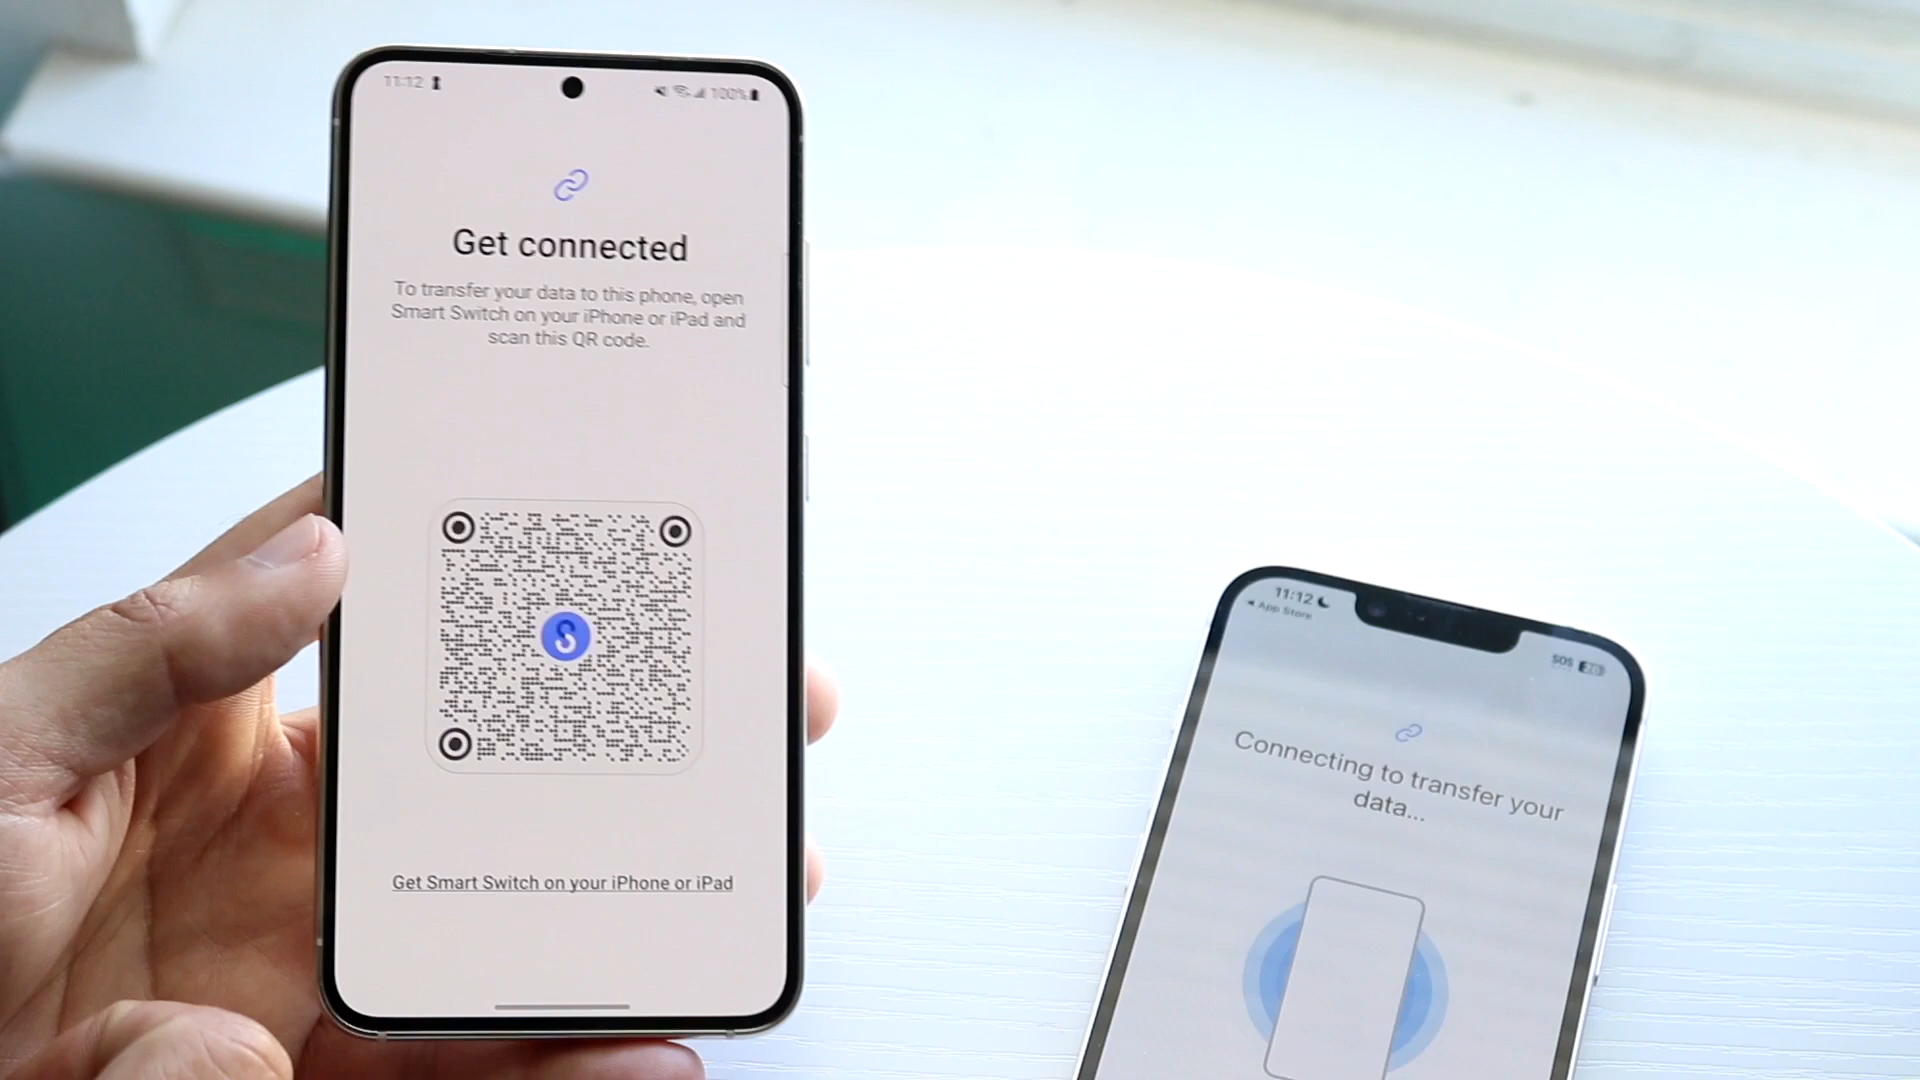 11:12
100%
Get connected
To transfer your data to this phone, open
Smart Switch on your iPhone or iPad and
scan this QR code.
S
Get Smart Switch on your iPhone or iPad
11:12
App Store
SOS
Connecting to transfer your
data...